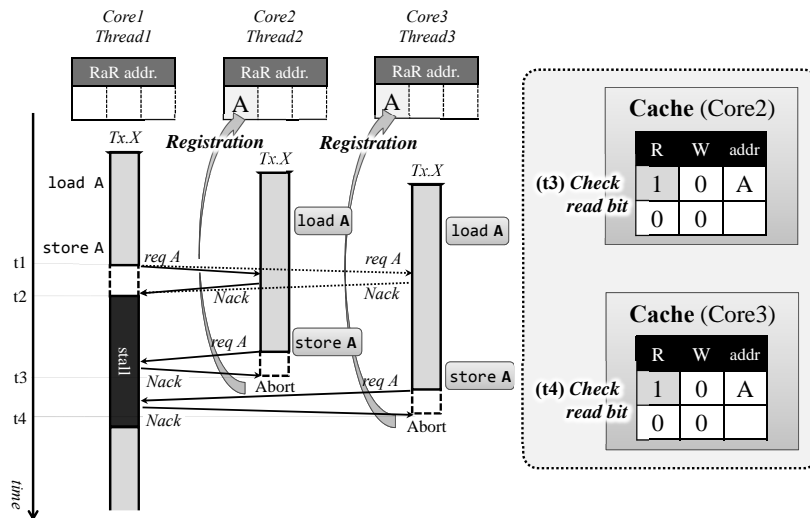 Core1
Thread1
Core2
Thread2
Core3
Thread3
RaR addr.
RaR addr.
RaR addr.
A
A
Tx.X
Registration
Tx.X
Registration
Tx.X
load A
load A
load A
store A
t1
req A
req A
t2
Nack
Nack
stall
req A
store A
t3
Nack
Abort
req A
store A
t4
Nack
Abort
time
Cache (Core2)
R W addr
(t3) Check
read bit
1 0 A
0 0
Cache (Core3)
R W addr
(t4) Check
read bit
1 0 A
0 0